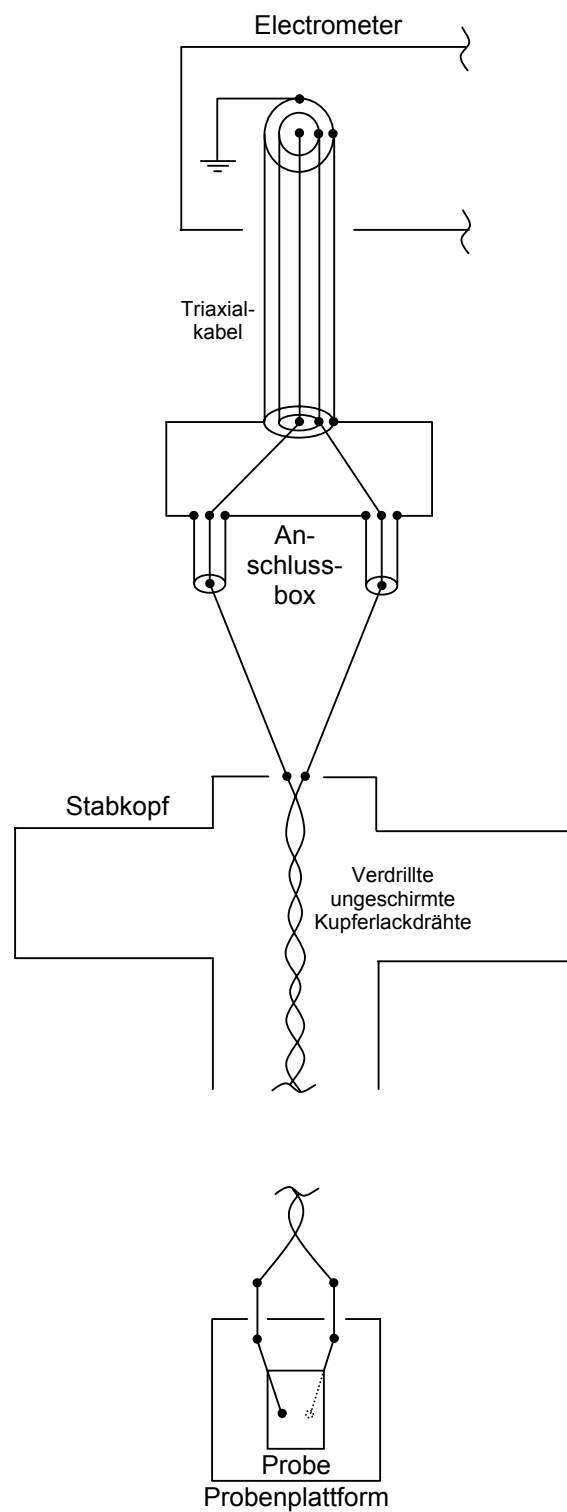 Electrometer
Triaxial-
kabel
An-
schluss-
box
Stabkopf
Verdrillte
ungeschirmte
Kupferlackdrähte
Probe
Probenplattform